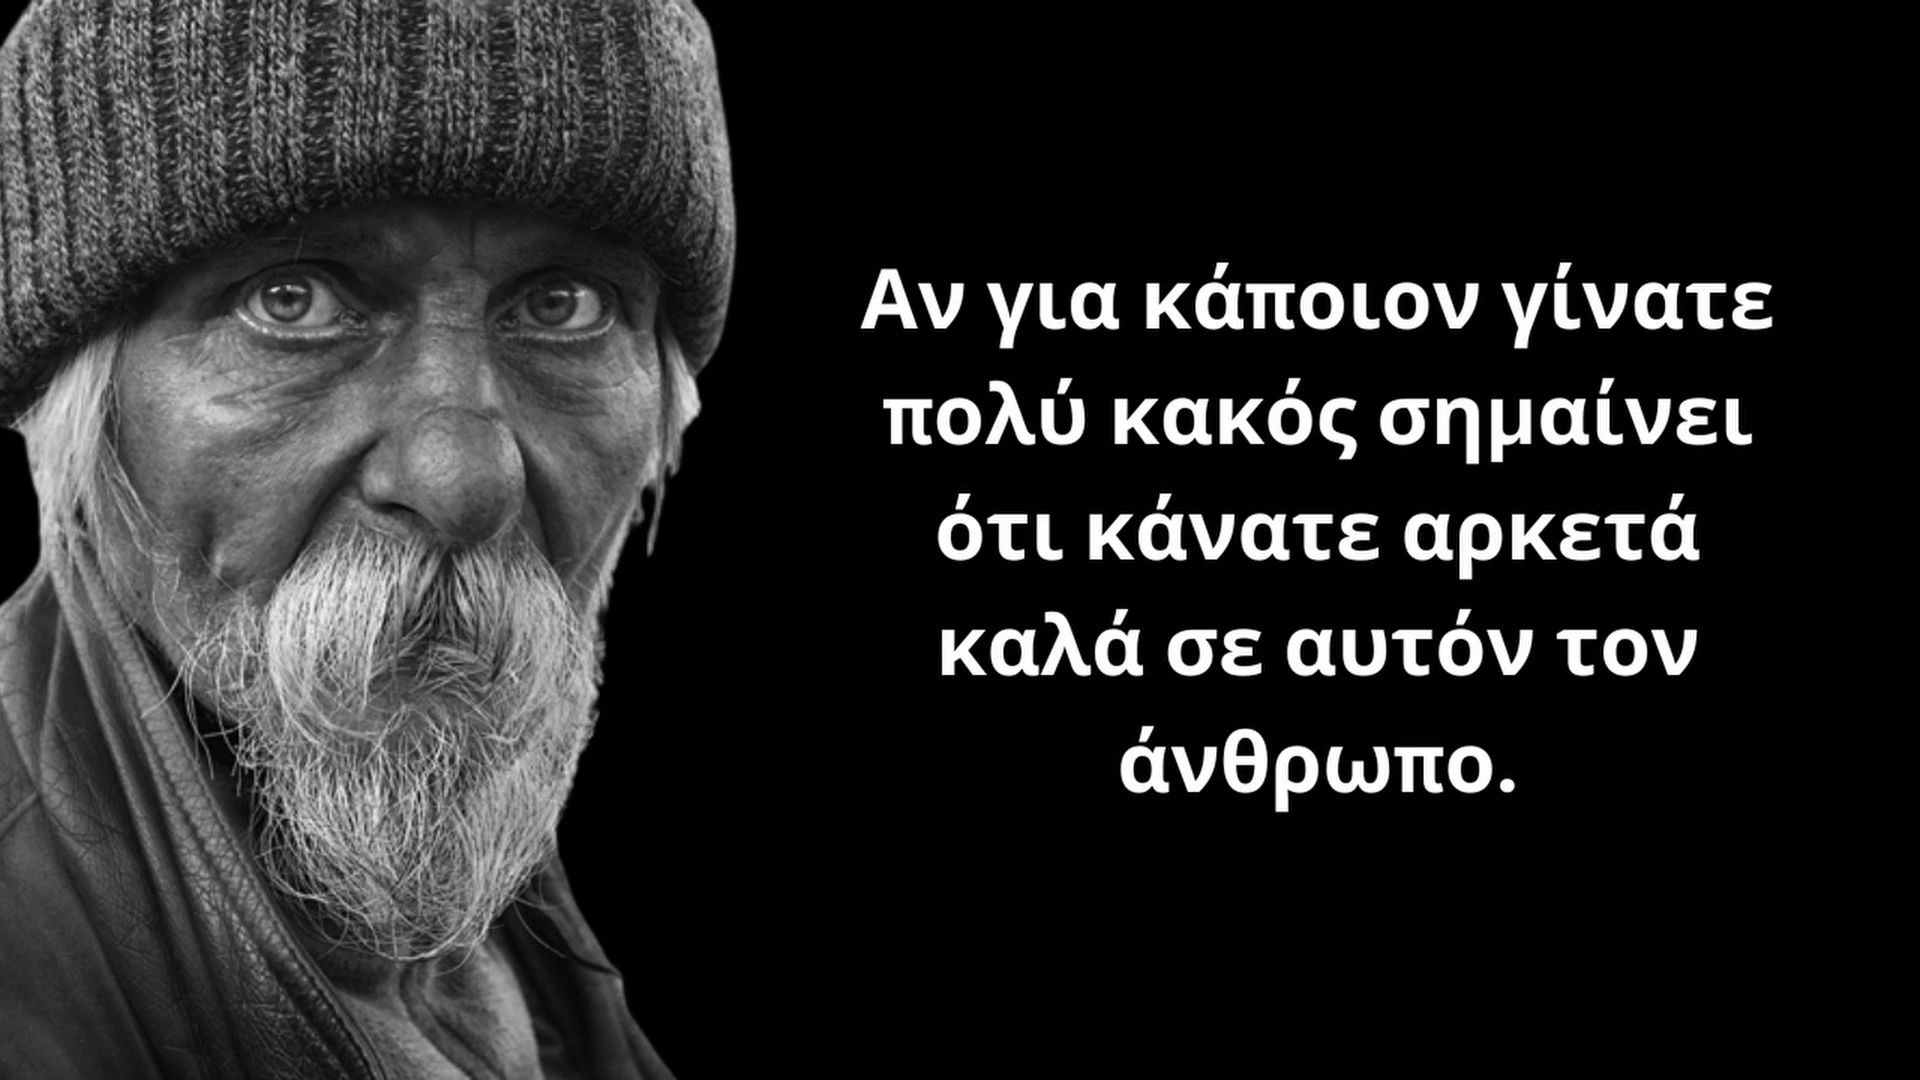 Αν για κάποιον γίνατε
πολύ κακός σημαίνει
ότι κάνατε αρκετά
καλά σε αυτόν τον
άνθρωπο.